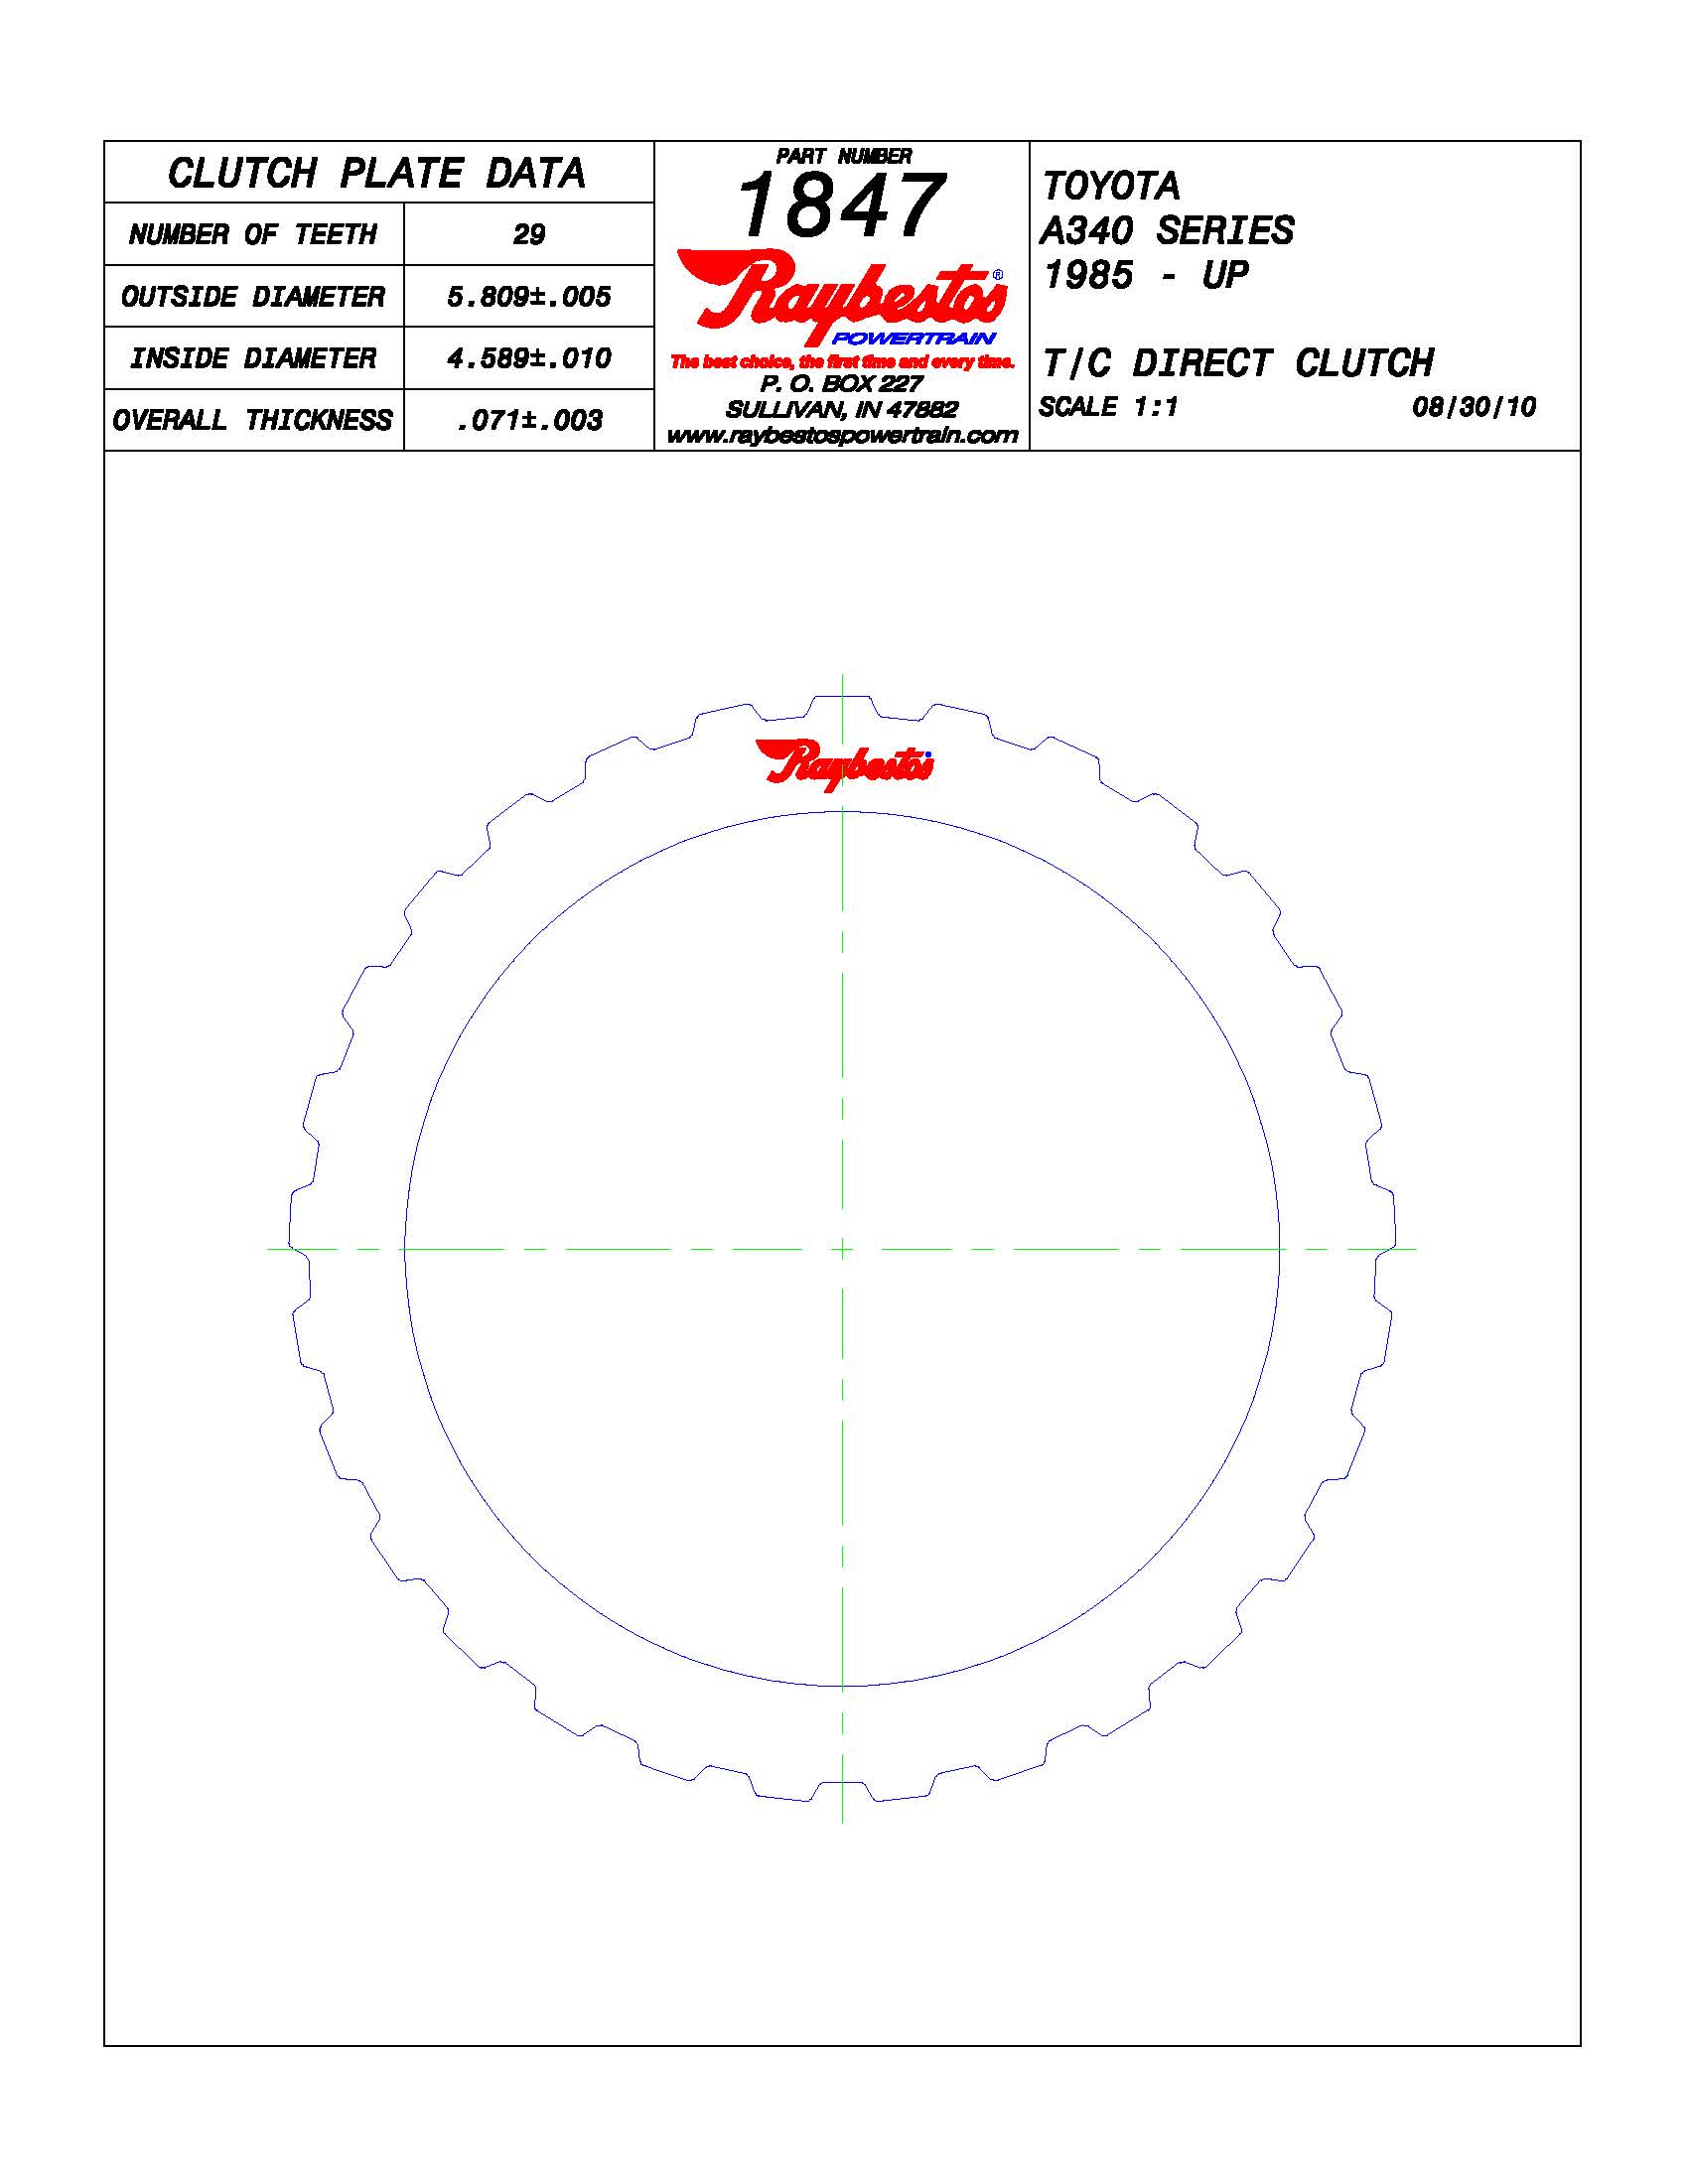 CLUTCH PLATE DATA
NUMBER OF TEETH 29
OUTSIDE DIAMETER 5.809±.005
INSIDE DIAMETER 4.589±.010
OVERALL THICKNESS .071±.003
PART NUMBER
1847
Raybestos®
POWERTRAIN
The best choice, the first time and every time.
P. O. BOX 227
SULLIVAN, IN 47882
www.raybestospowertrain.com
TOYOTA
A340 SERIES
1985 - UP
T/C DIRECT CLUTCH
SCALE 1:1 08/30/10
Raybestos